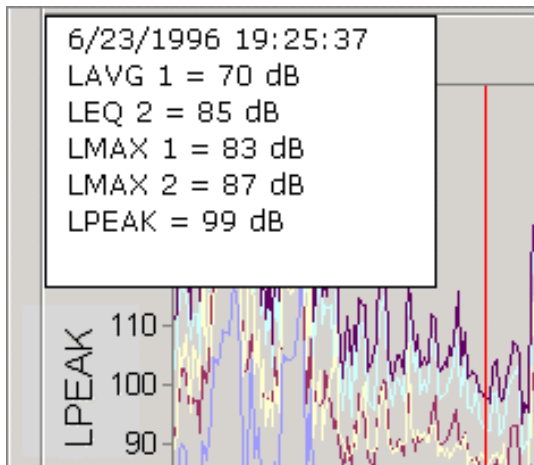 6/23/1996 19:25:37
LAVG 1 = 70 dB
LEQ 2 = 85 dB
LMAX 1 = 83 dB
LMAX 2 = 87 dB
LPEAK = 99 dB
LPEAK
110
100
90